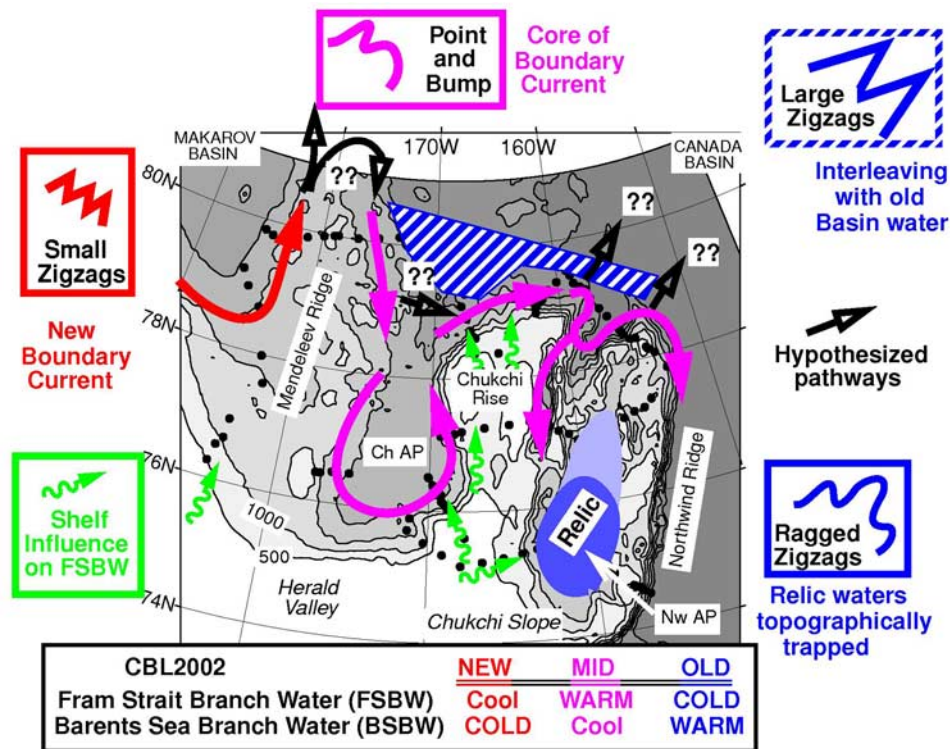 Point
and
Bump
Core of
Boundary
Current
Large
Zigzags
Interleaving
with old
Basin water
MAKAROV
BASIN
170W
160W
CANADA
BASIN
80N
78N
76N
74N
??
??
??
??
Small
Zigzags
New
Boundary
Current
Mendeleev Ridge
Chukchi
Rise
Ch AP
Hypothesized
pathways
Northwind Ridge
Shelf
Influence
on FSBW
1000
500
Relic
Ragged
Zigzags
Relic waters
topographically
trapped
Herald
Valley
Chukchi Slope
Nw AP
CBL2002 NEW MID OLD
Fram Strait Branch Water (FSBW) Cool WARM COLD
Barents Sea Branch Water (BSBW) COLD Cool WARM